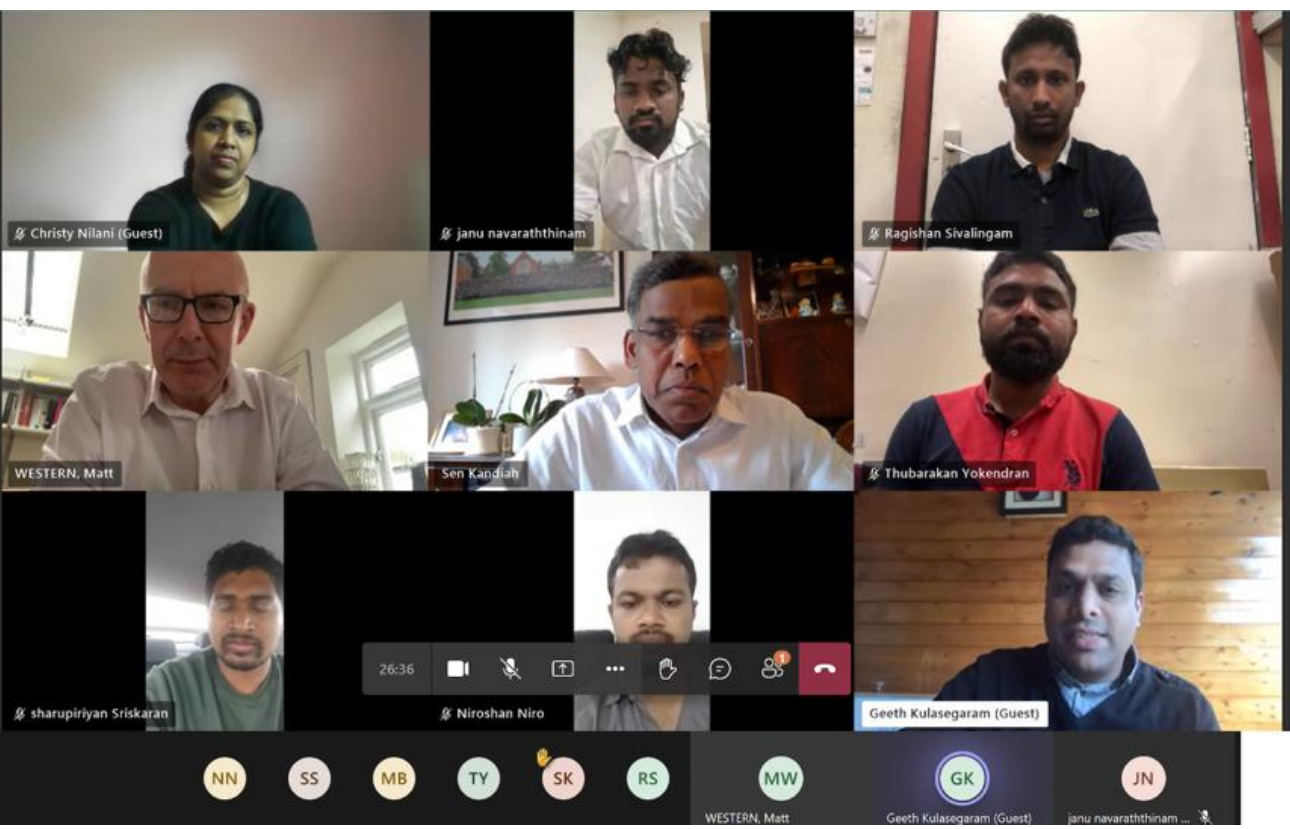 Christy Nilani (Guest)
janu navaraththinam
Ragishan Sivalingam
WESTERN, Matt
Sen Kandiah
Thubarakan Yokendran
sharupiriyan Sriskaran
26:36
1
Niroshan Niro
Geeth Kulasegaram (Guest)
NN
SS
MB
TY
SK
RS
MW
GK
JN
WESTERN, Matt
Geeth Kulasegaram (Guest)
janu navaraththinam ...